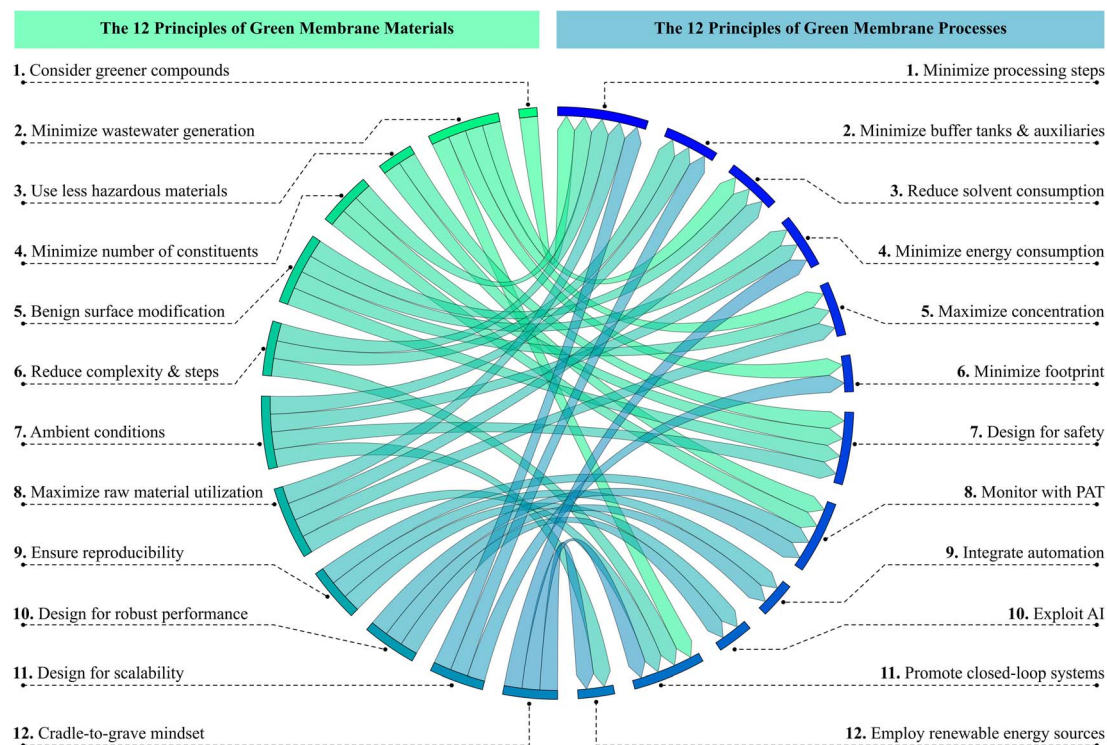 The 12 Principles of Green Membrane Materials
The 12 Principles of Green Membrane Processes
1. Consider greener compounds
2. Minimize wastewater generation
3. Use less hazardous materials
4. Minimize number of constituents
5. Benign surface modification
6. Reduce complexity & steps
7. Ambient conditions
8. Maximize raw material utilization
9. Ensure reproducibility
10. Design for robust performance
11. Design for scalability
12. Cradle-to-grave mindset
1. Minimize processing steps
2. Minimize buffer tanks & auxiliaries
3. Reduce solvent consumption
4. Minimize energy consumption
5. Maximize concentration
6. Minimize footprint
7. Design for safety
8. Monitor with PAT
9. Integrate automation
10. Exploit AI
11. Promote closed-loop systems
12. Employ renewable energy sources